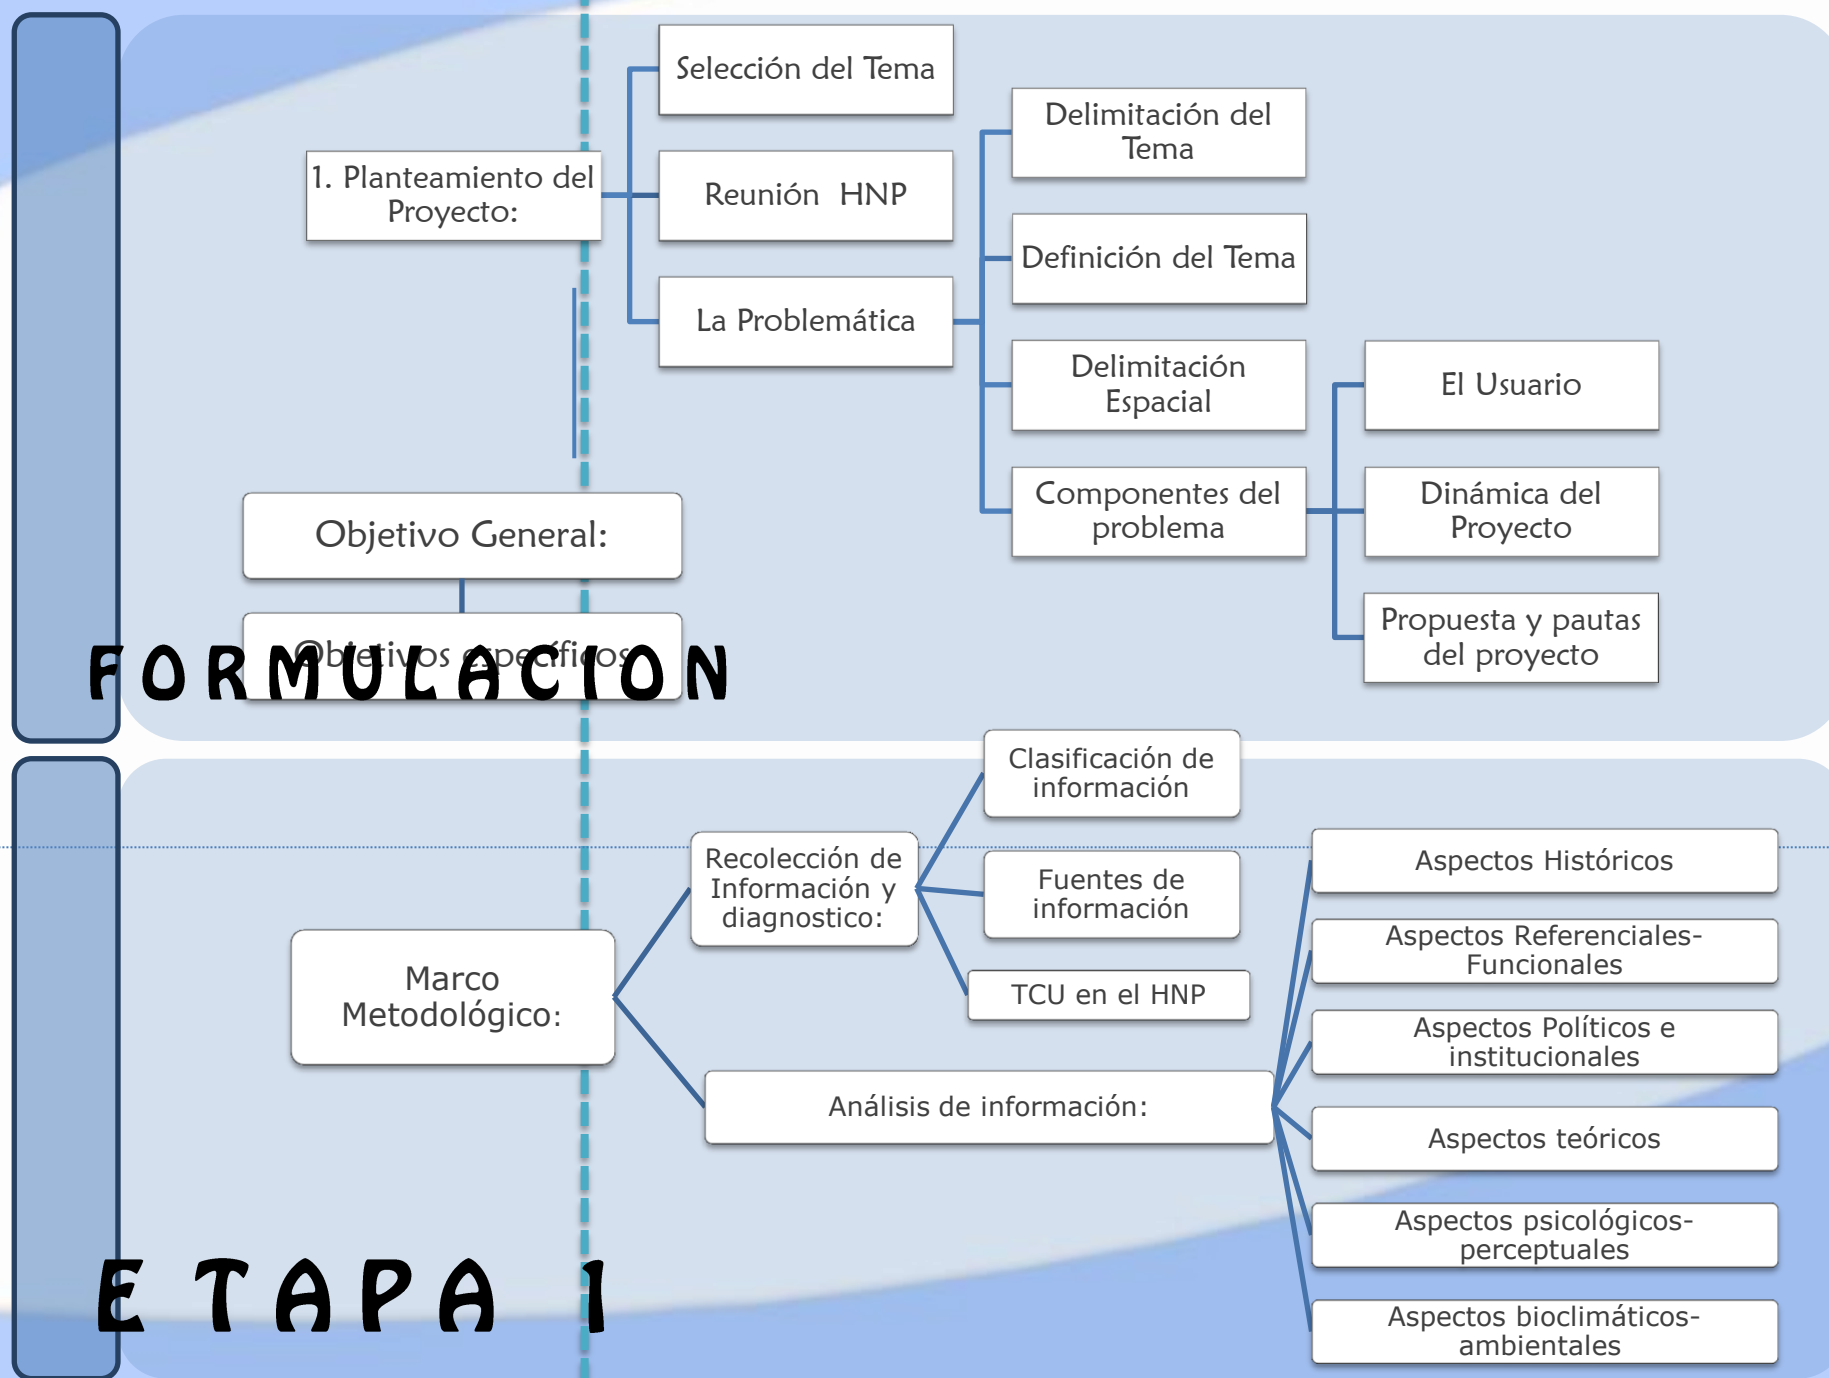 Selección del Tema
1. Planteamiento del
Proyecto:
Reunión  HNP
La Problemática
Delimitación del
Tema
Definición del Tema
Delimitación
Espacial
Componentes del
problema
El Usuario
Dinámica del
Proyecto
Propuesta y pautas
del proyecto
Objetivo General:
Objetivos específicos
FORMULACION
Marco
Metodológico:
Recolección de
Información y
diagnostico:
Clasificación de
información
Fuentes de
información
TCU en el HNP
Análisis de información:
Aspectos Históricos
Aspectos Referenciales-
Funcionales
Aspectos Políticos e
institucionales
Aspectos teóricos
Aspectos psicológicos-
perceptuales
Aspectos bioclimáticos-
ambientales
ETAPA 1